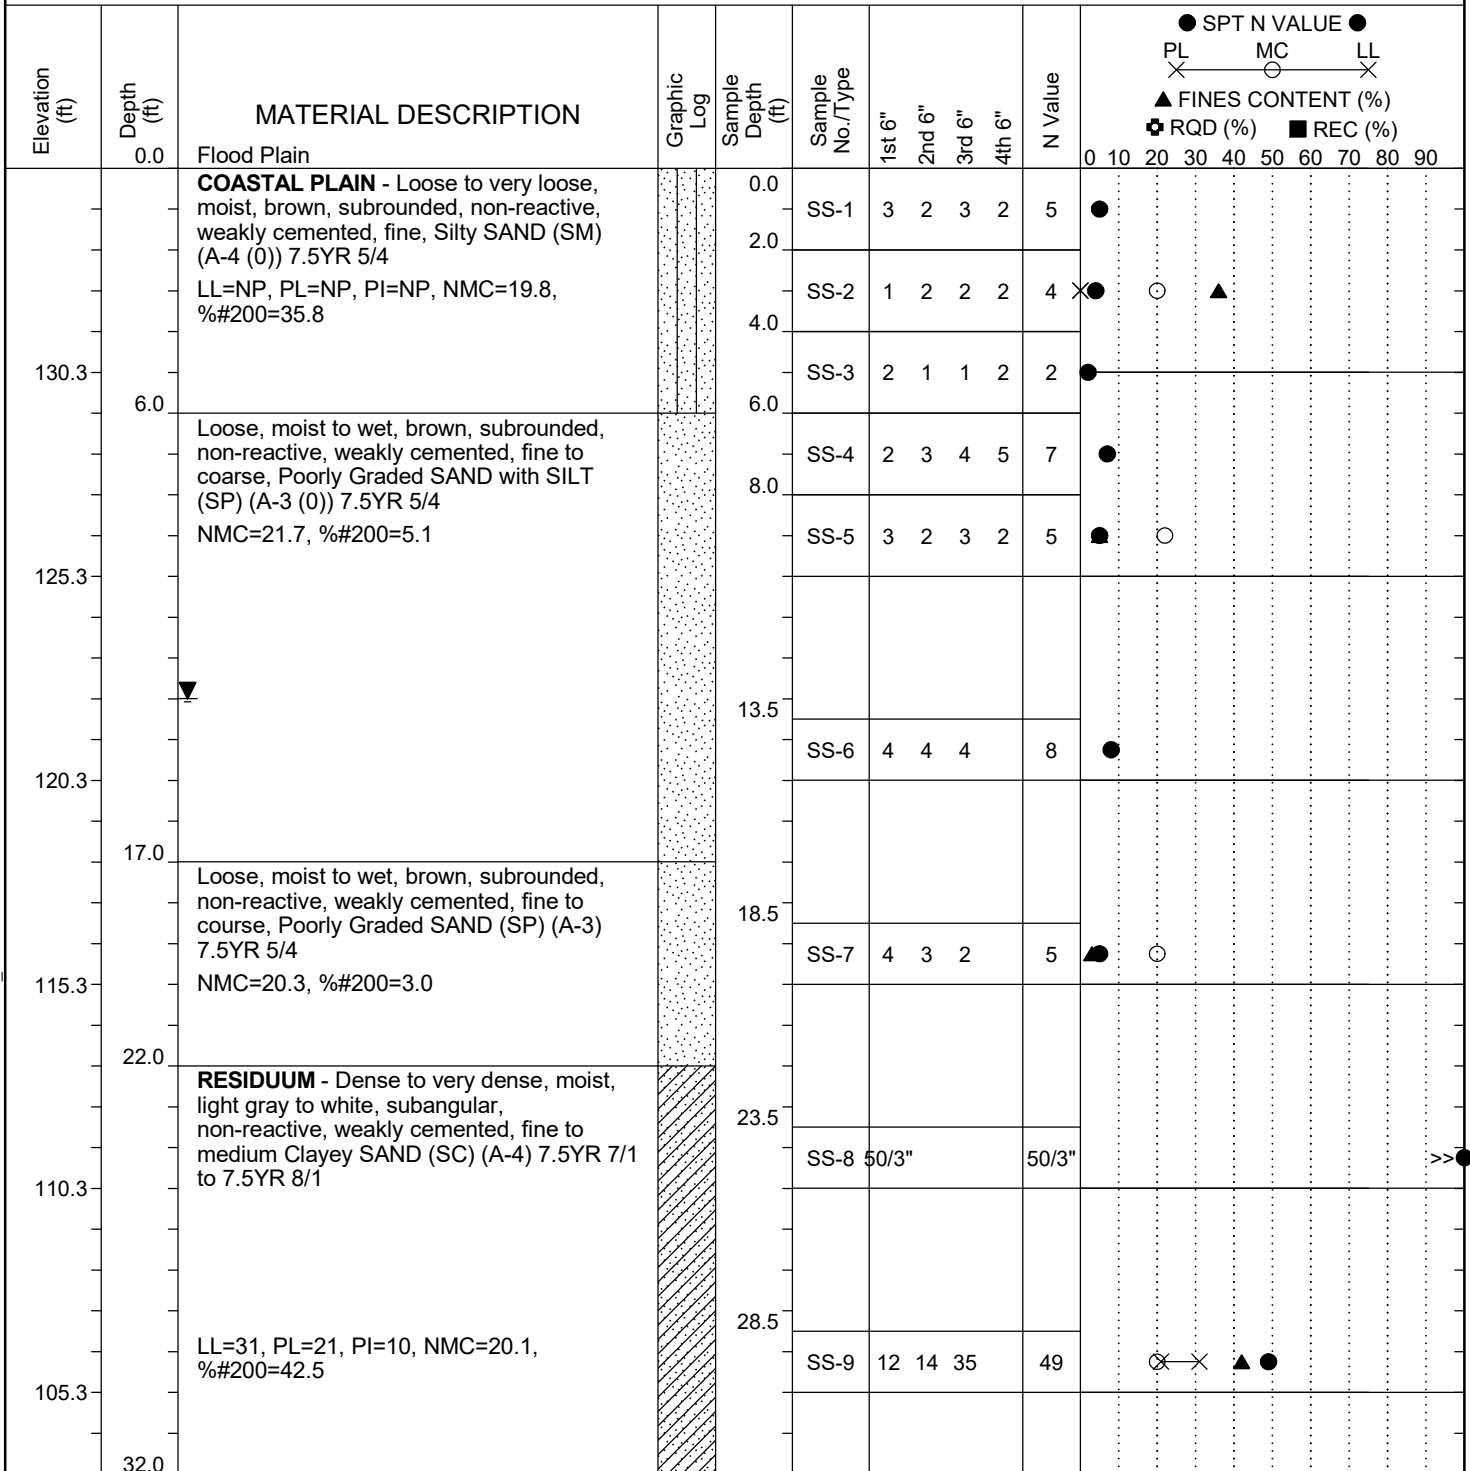 ● SPT N VALUE ●
PL MC LL
▲ FINES CONTENT (%)
RQD (%) ■ REC (%)
Elevation (ft)
Depth (ft)
MATERIAL DESCRIPTION
Graphic Log
Sample Depth (ft)
Sample No./Type
1st 6"
2nd 6"
3rd 6"
4th 6"
N Value
0 10 20 30 40 50 60 70 80 90
0.0 Flood Plain
COASTAL PLAIN - Loose to very loose,
moist, brown, subrounded, non-reactive,
weakly cemented, fine, Silty SAND (SM)
(A-4 (0)) 7.5YR 5/4
LL=NP, PL=NP, PI=NP, NMC=19.8,
%#200=35.8
0.0
SS-1 3 2 3 2 5
2.0
SS-2 1 2 2 2 4
4.0
130.3
SS-3 2 1 1 2 2
6.0
6.0
Loose, moist to wet, brown, subrounded,
non-reactive, weakly cemented, fine to
coarse, Poorly Graded SAND with SILT
(SP) (A-3 (0)) 7.5YR 5/4
NMC=21.7, %#200=5.1
SS-4 2 3 4 5 7
8.0
SS-5 3 2 3 2 5
125.3
13.5
SS-6 4 4 4 8
120.3
17.0
Loose, moist to wet, brown, subrounded,
non-reactive, weakly cemented, fine to
course, Poorly Graded SAND (SP) (A-3)
7.5YR 5/4
NMC=20.3, %#200=3.0
18.5
SS-7 4 3 2 5
115.3
22.0
RESIDUUM - Dense to very dense, moist,
light gray to white, subangular,
non-reactive, weakly cemented, fine to
medium Clayey SAND (SC) (A-4) 7.5YR 7/1
to 7.5YR 8/1
23.5
SS-8 50/3" 50/3" >>
110.3
28.5
LL=31, PL=21, PI=10, NMC=20.1,
%#200=42.5
SS-9 12 14 35 49
105.3
32.0